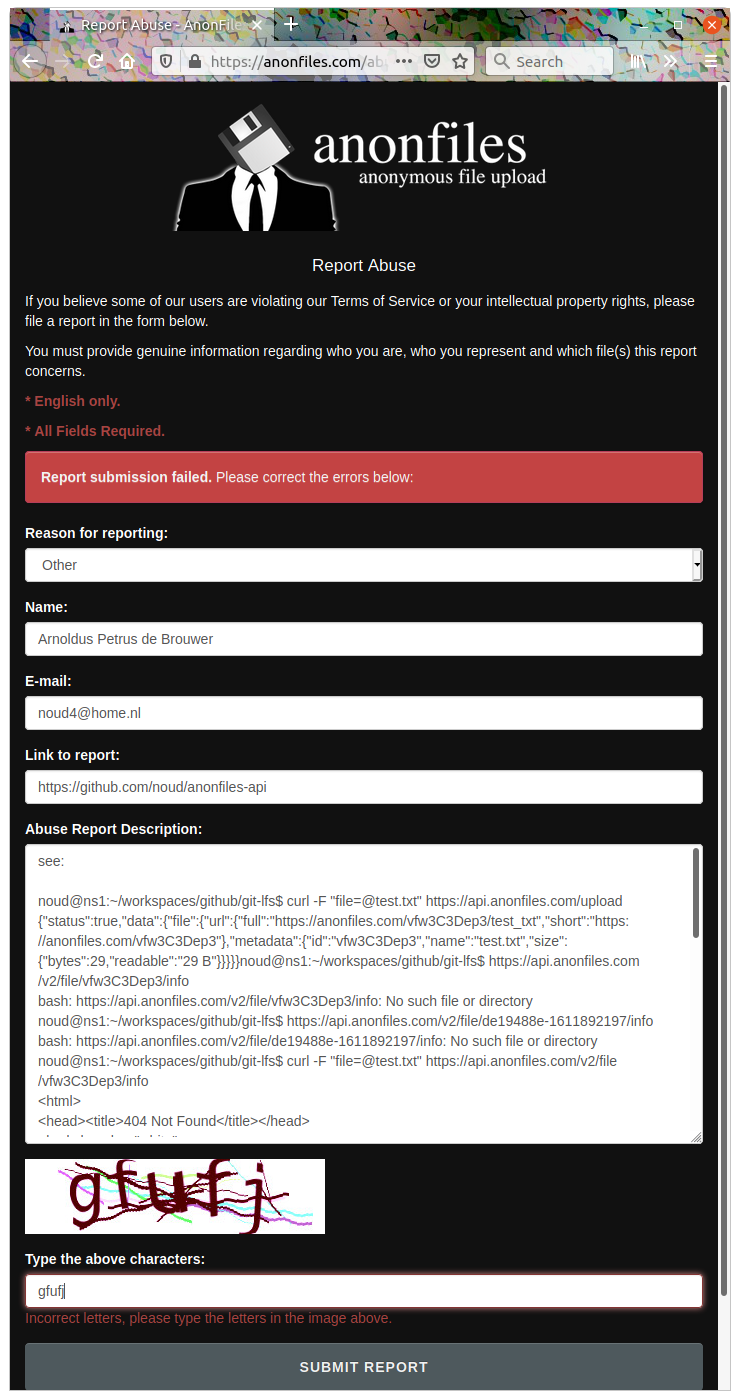 Report Abuse - AnonFile
https://anonfiles.com/ab
Search
anonfiles
anonymous file upload
Report Abuse
If you believe some of our users are violating our Terms of Service or your intellectual property rights, please
file a report in the form below.
You must provide genuine information regarding who you are, who you represent and which file(s) this report
concerns.
* English only.
* All Fields Required.
Report submission failed. Please correct the errors below:
Reason for reporting:
Other
Name:
Arnoldus Petrus de Brouwer
E-mail:
noud4@home.nl
Link to report:
https://github.com/noud/anonfiles-api
Abuse Report Description:
see:
noud@ns1:~/workspaces/github/git-lfs$ curl -F "file=@test.txt" https://api.anonfiles.com/upload
{"status":true,"data":{"file":{"url":{"full":"https://anonfiles.com/vfw3C3Dep3/test_txt","short":"https:
//anonfiles.com/vfw3C3Dep3"},"metadata":{"id":"vfw3C3Dep3","name":"test.txt","size":
{"bytes":29,"readable":"29 B"}}}}}noud@ns1:~/workspaces/github/git-lfs$ https://api.anonfiles.com
/v2/file/vfw3C3Dep3/info
bash: https://api.anonfiles.com/v2/file/vfw3C3Dep3/info: No such file or directory
noud@ns1:~/workspaces/github/git-lfs$ https://api.anonfiles.com/v2/file/de19488e-1611892197/info
bash: https://api.anonfiles.com/v2/file/de19488e-1611892197/info: No such file or directory
noud@ns1:~/workspaces/github/git-lfs$ curl -F "file=@test.txt" https://api.anonfiles.com/v2/file
/vfw3C3Dep3/info
<html>
<head><title>404 Not Found</title></head>
gfufj
Type the above characters:
gfufj
Incorrect letters, please type the letters in the image above.
SUBMIT REPORT